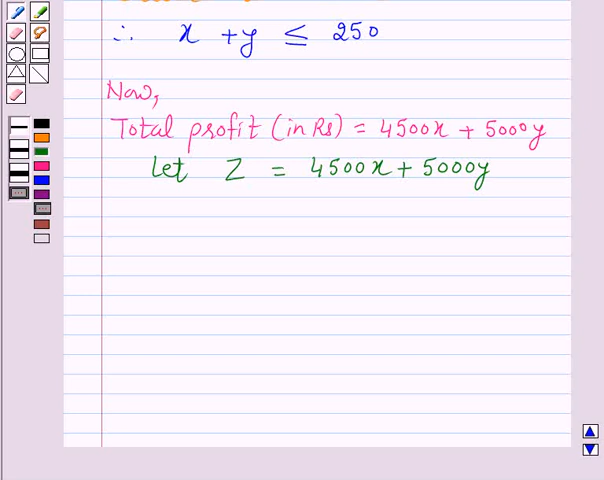 ∴ x + y ≤ 250
Now,
Total profit (in Rs) = 4500x + 5000y
Let Z = 4500x + 5000y